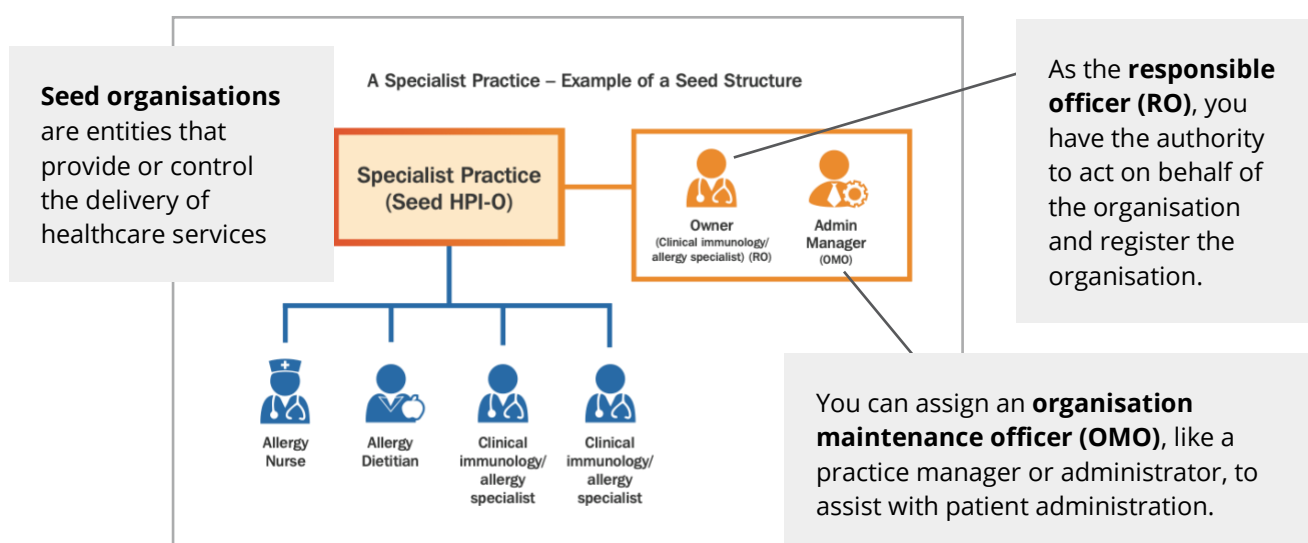 A Specialist Practice – Example of a Seed Structure
Seed organisations
are entities that
provide or control
the delivery of
healthcare services
Specialist Practice
(Seed HPI-O)
Owner
(Clinical immunology/
allergy specialist) (RO)
Admin
Manager
(OMO)
As the responsible
officer (RO), you
have the authority
to act on behalf of
the organisation
and register the
organisation.
Allergy
Nurse
Allergy
Dietitian
Clinical
immunology/
allergy
specialist
Clinical
immunology/
allergy
specialist
You can assign an organisation
maintenance officer (OMO), like a
practice manager or administrator, to
assist with patient administration.